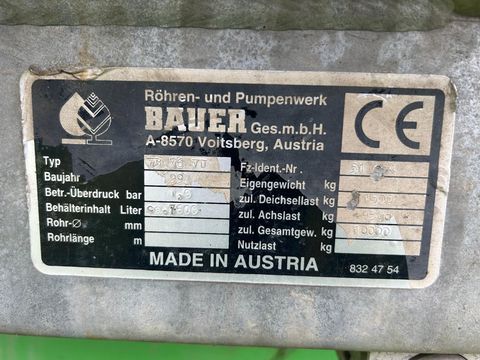 Röhren- und Pumpenwerk
BAUER Ges.m.b.H.
A-8570 Voitsberg, Austria
CE
Typ
Baujahr
Betr.-Überdruck bar
Behälterinhalt Liter
Rohr-Ø mm
Rohrlänge m
Fz-Ident.-Nr.
Eigengewicht kg
zul. Deichsellast kg
zul. Achslast kg
zul. Gesamtgew. kg 10000
Nutzlast kg
MADE IN AUSTRIA
832 47 54